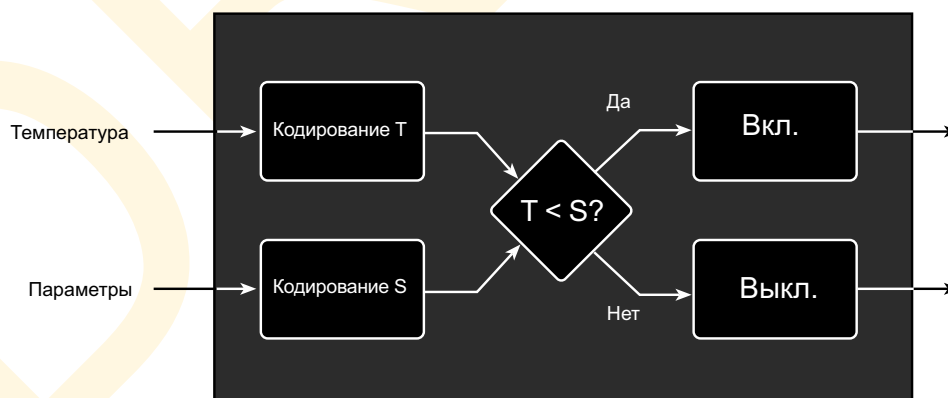 Температура
Кодирование T
Параметры
Кодирование S
T < S?
Да
Вкл.
Нет
Выкл.